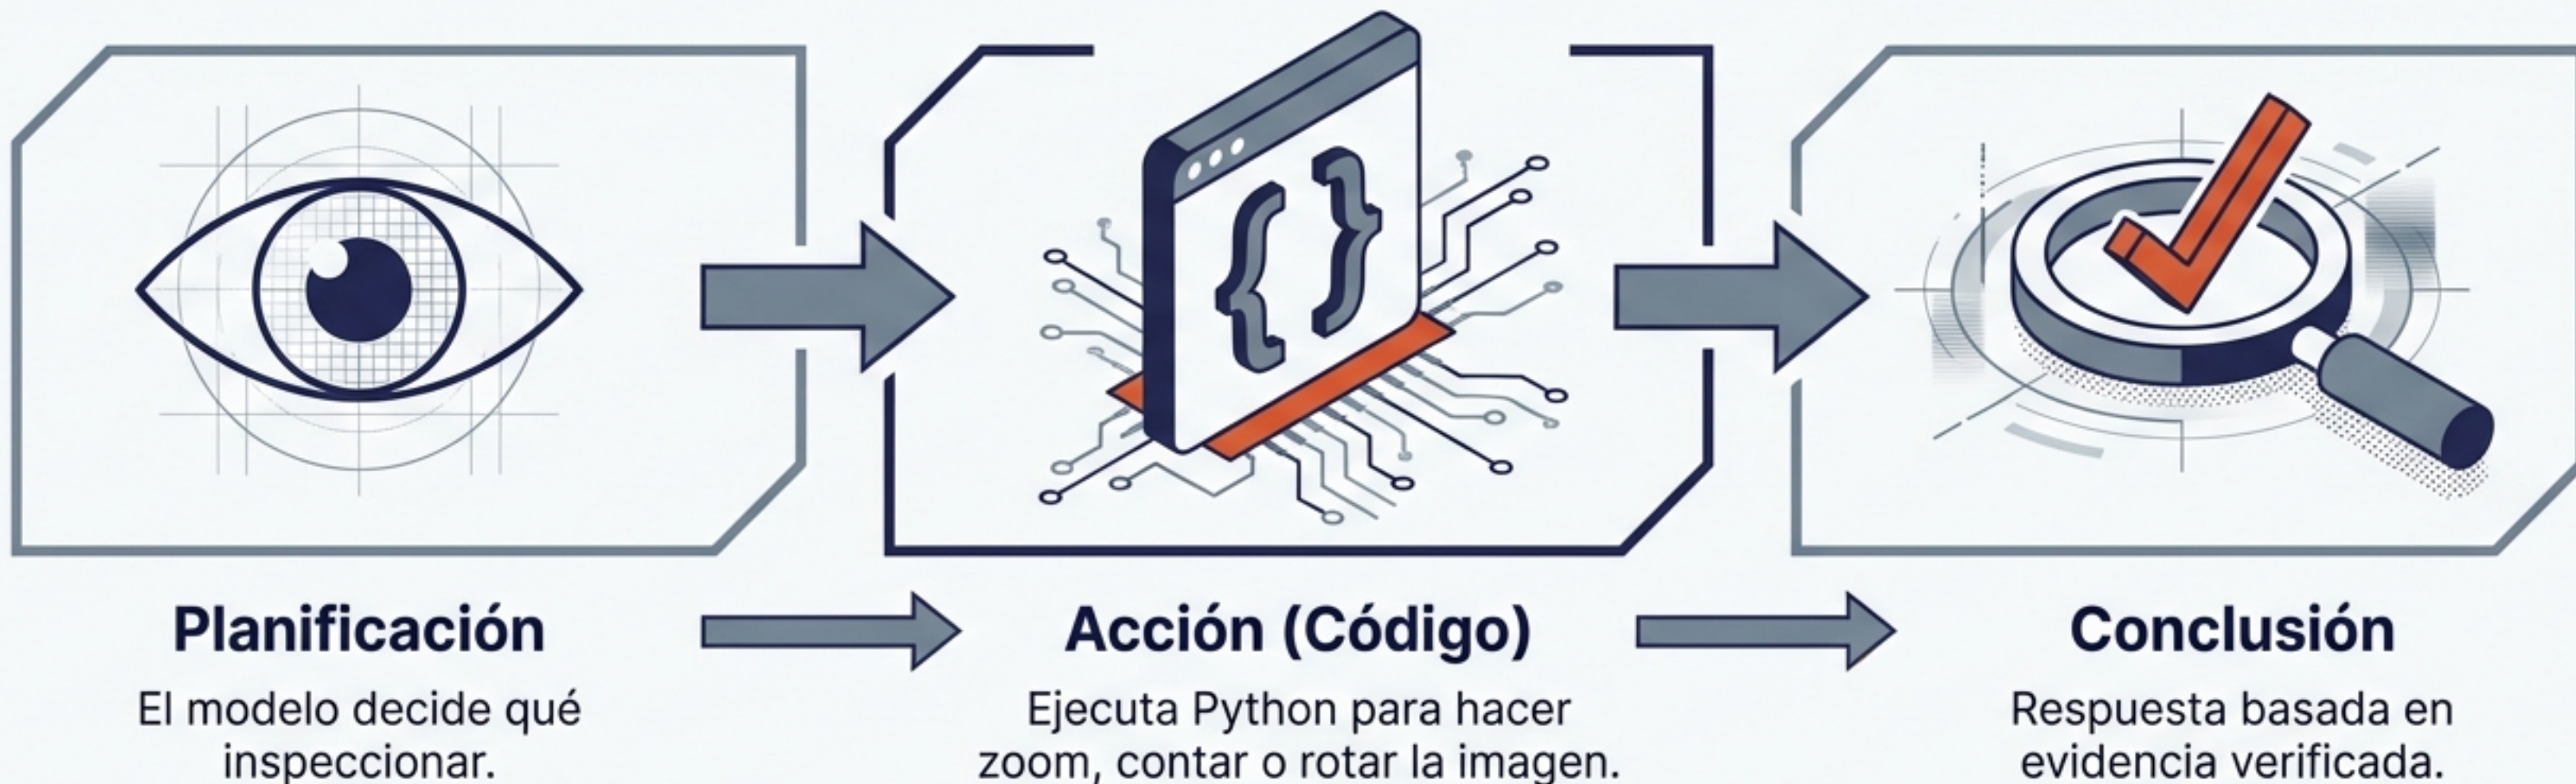 Planificación
El modelo decide qué
inspeccionar.
Acción (Código)
Ejecuta Python para hacer
zoom, contar o rotar la imagen.
Conclusión
Respuesta basada en
evidencia verificada.